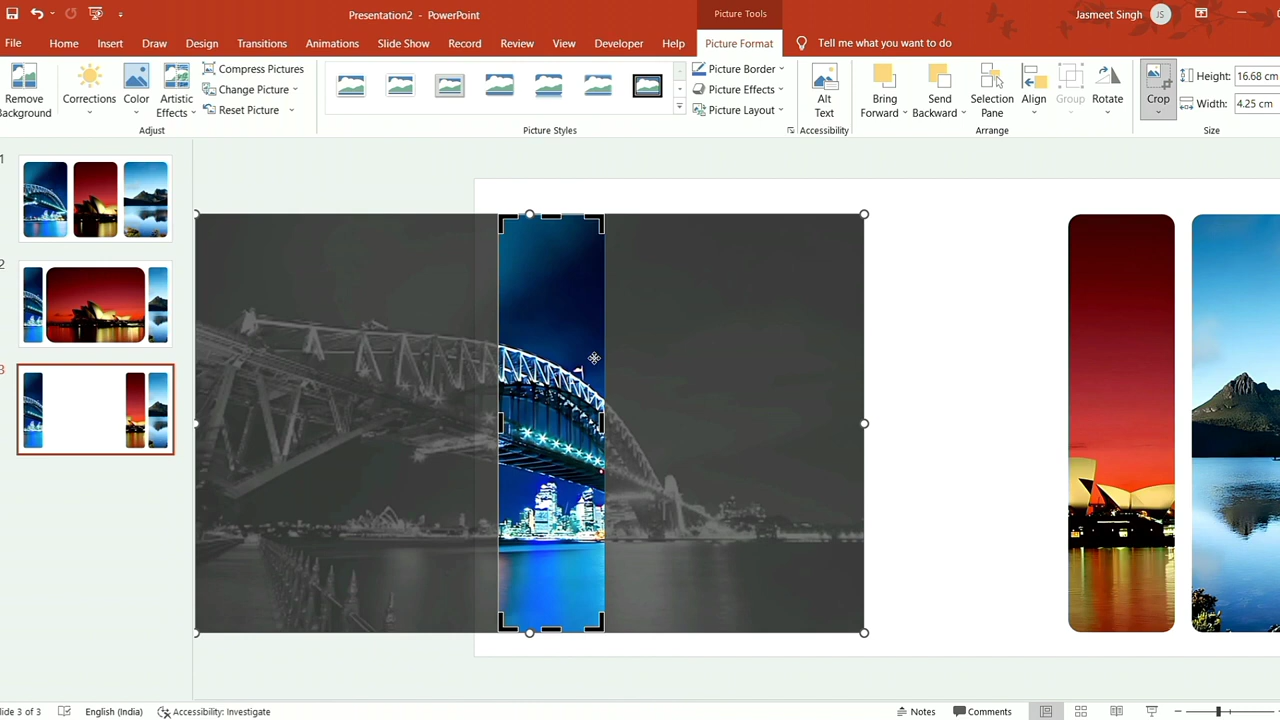 Presentation2 - PowerPoint
Picture Tools
Jasmeet Singh
JS
File
Home
Insert
Draw
Design
Transitions
Animations
Slide Show
Record
Review
View
Developer
Help
Picture Format
Tell me what you want to do
Remove
Background
Corrections
Color
Artistic
Effects
Compress Pictures
Change Picture
Reset Picture
Adjust
Picture Styles
Picture Border
Picture Effects
Picture Layout
Alt
Text
Accessibility
Bring
Forward
Send
Backward
Selection
Pane
Align
Group
Rotate
Arrange
Crop
Height:
16.68 cm
Width:
4.25 cm
Size
1
2
3
lide 3 of 3
English (India)
Accessibility: Investigate
Notes
Comments